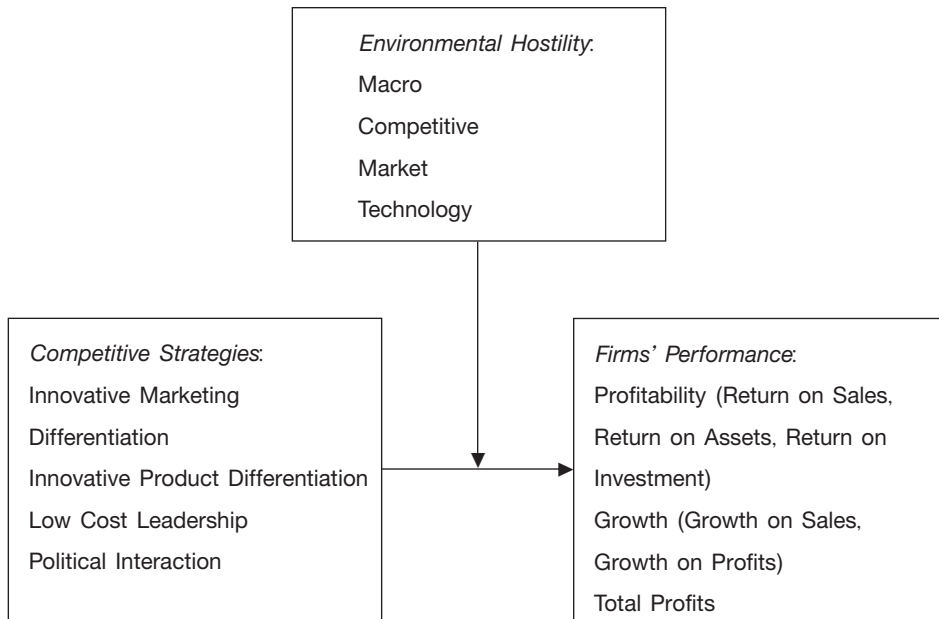 Environmental Hostility:
Macro
Competitive
Market
Technology
Competitive Strategies:
Innovative Marketing
Differentiation
Innovative Product Differentiation
Low Cost Leadership
Political Interaction
Firms' Performance:
Profitability (Return on Sales,
Return on Assets, Return on
Investment)
Growth (Growth on Sales,
Growth on Profits)
Total Profits